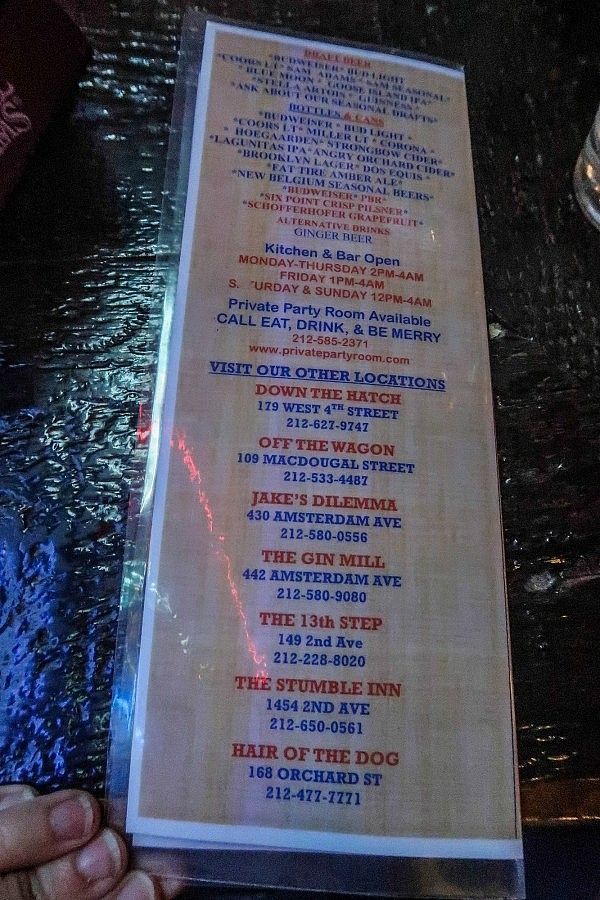 DRAFT BEER
*BUDWEISER* BUD LIGHT
*COORS LT* SAM ADAMS* SAM SEASONAL*
*BLUE MOON * GOOSE ISLAND IPA*
*STELLA ARTOIS * GUINNESS *
*ASK ABOUT OUR SEASONAL DRAFTS*
BOTTLES & CANS
*BUDWEISER * BUD LIGHT *
*COORS LT* MILLER LT * CORONA *
* HOEGAARDEN* STRONGBOW CIDER*
*LAGUNITAS IPA*ANGRY ORCHARD CIDER*
*BROOKLYN LAGER* DOS EQUIS *
*FAT TIRE AMBER ALE*
*NEW BELGIUM SEASONAL BEERS*
*BUDWEISER* PBR*
*SIX POINT CRISP PILSNER*
*SCHOFFERHOFER GRAPEFRUIT*
ALTERNATIVE DRINKS
GINGER BEER
Kitchen & Bar Open
MONDAY-THURSDAY 2PM-4AM
FRIDAY 1PM-4AM
SATURDAY & SUNDAY 12PM-4AM
Private Party Room Available
CALL EAT, DRINK, & BE MERRY
212-585-2371
www.privatepartyroom.com
VISIT OUR OTHER LOCATIONS
DOWN THE HATCH
179 WEST 4TH STREET
212-627-9747
OFF THE WAGON
109 MACDOUGAL STREET
212-533-4487
JAKE'S DILEMMA
430 AMSTERDAM AVE
212-580-0556
THE GIN MILL
442 AMSTERDAM AVE
212-580-9080
THE 13th STEP
149 2nd Ave
212-228-8020
THE STUMBLE INN
1454 2ND AVE
212-650-0561
HAIR OF THE DOG
168 ORCHARD ST
212-477-7771